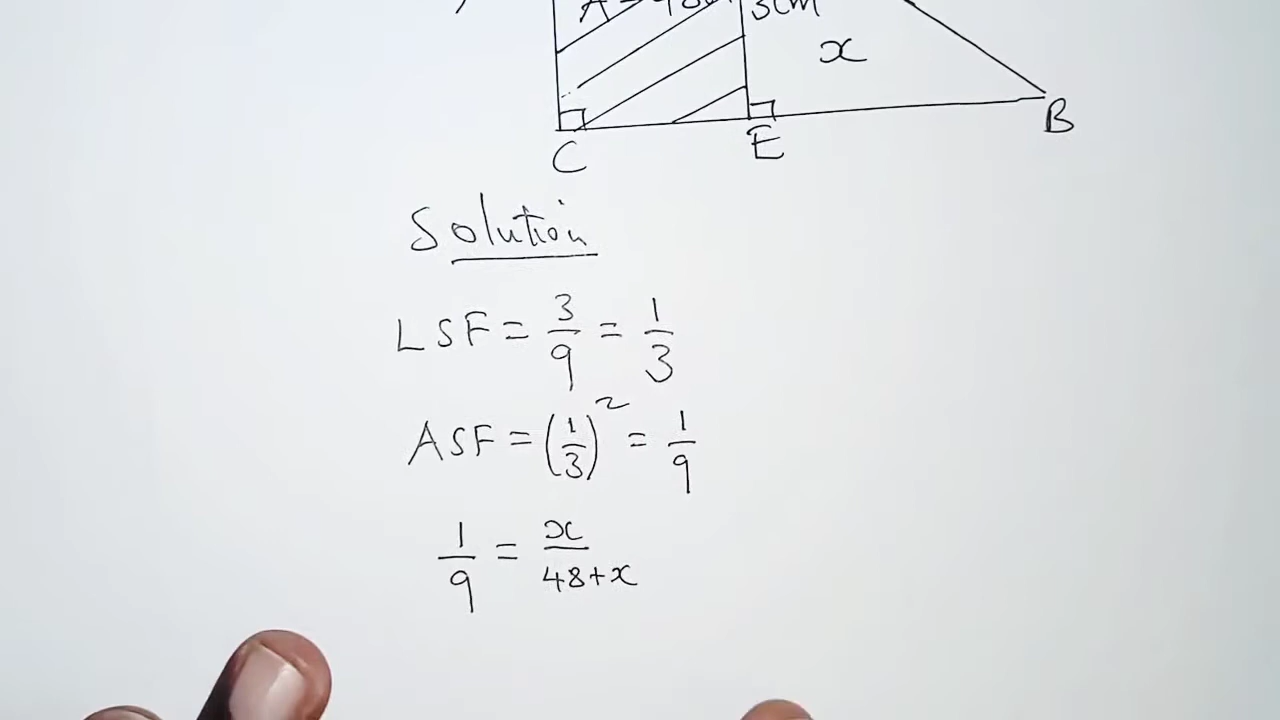 3cm
x
B
E
C
Solution
LSF = 3/9 = 1/3
ASF = (1/3)² = 1/9
1/9 = x/48+x